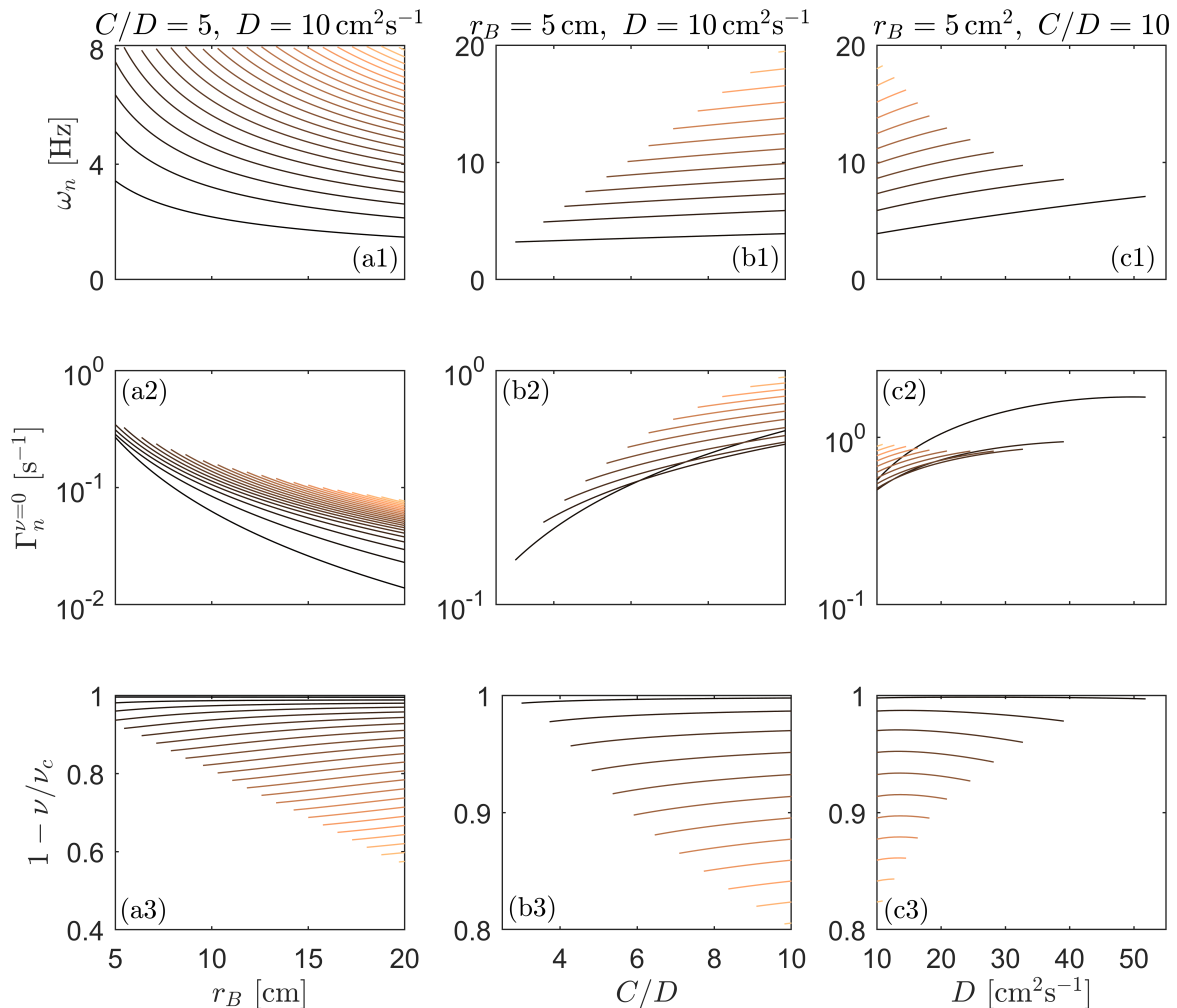 C/D = 5, D = 10 cm²s⁻¹
r_B = 5 cm, D = 10 cm²s⁻¹
r_B = 5 cm², C/D = 10
ω_n [Hz]
8
4
0
(a1)
20
10
0
(b1)
20
10
0
(c1)
Γ_n^{ν=0} [s⁻¹]
10⁰
10⁻¹
10⁻²
(a2)
10⁰
10⁻¹
(b2)
10⁰
10⁻¹
(c2)
1 − ν/ν_c
1
0.8
0.6
0.4
(a3)
5 10 15 20
r_B [cm]
1
0.9
0.8
(b3)
4 6 8 10
C/D
1
0.9
0.8
(c3)
10 20 30 40 50
D [cm²s⁻¹]